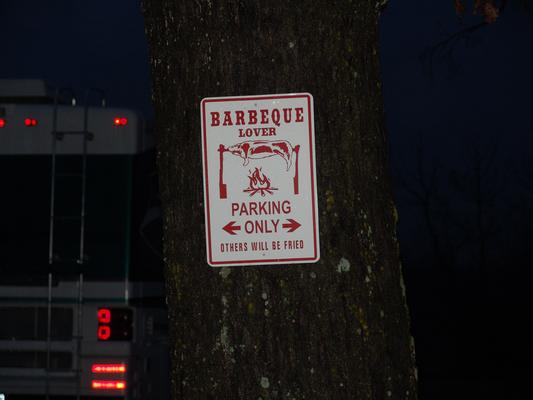 BARBEQUE
LOVER
PARKING
ONLY
OTHERS WILL BE FRIED